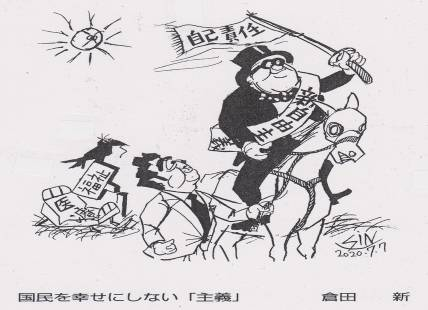 自己責任
新自由主義
福祉
医療
SIN
2020.7.7
国民を幸せにしない「主義」 倉田 新